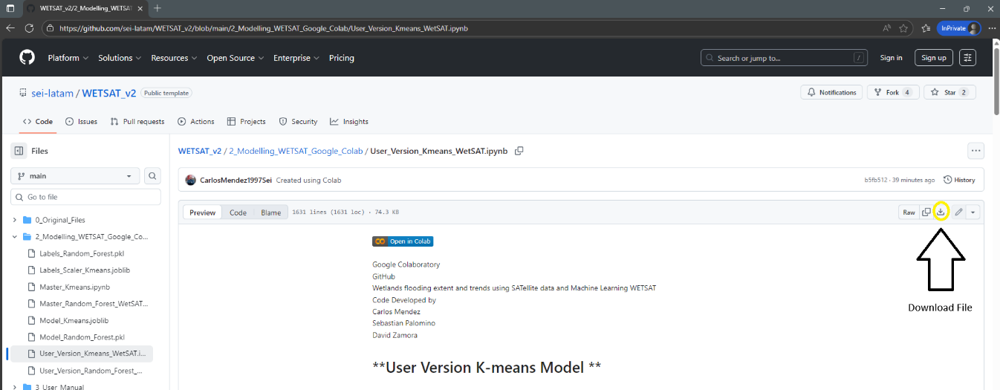 WETSAT_v2/2_Modelling_WETSAT_G
https://github.com/sei-latam/WETSAT_v2/blob/main/2_Modelling_WETSAT_Google_Colab/User_Version_Kmeans_WetSAT.ipynb
InPrivate
Platform Solutions Resources Open Source Enterprise Pricing
Search or jump to... /
Sign in Sign up
sei-latam / WETSAT_v2 Public template
Notifications Fork 4 Star 2
Code Issues Pull requests Actions Projects Security Insights
Files
WETSAT_v2 / 2_Modelling_WETSAT_Google_Colab / User_Version_Kmeans_WetSAT.ipynb
main
CarlosMendez1997Sei Created using Colab
b5fb512 · 39 minutes ago History
Go to file
Preview Code Blame 1631 lines (1631 loc) · 74.3 KB
Raw
0_Original_Files
2_Modelling_WETSAT_Google_Co...
Labels_Random_Forest.pkl
Labels_Scaler_Kmeans.joblib
Master_Kmeans.ipynb
Master_Random_Forest_WetSAT...
Model_Kmeans.joblib
Model_Random_Forest.pkl
User_Version_Kmeans_WetSAT.i...
User_Version_Random_Forest_...
3_User_Manual
Open in Colab
Google Colaboratory
GitHub
Wetlands flooding extent and trends using SATellite data and Machine Learning WETSAT
Code Developed by
Carlos Mendez
Sebastian Palomino
David Zamora
**User Version K-means Model **
Download File